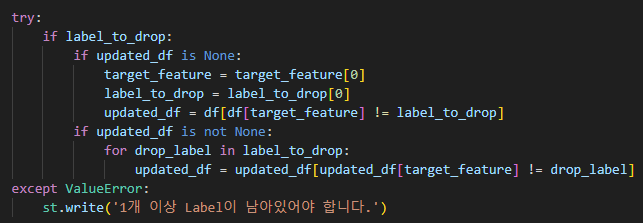 try:
    if label_to_drop:
        if updated_df is None:
            target_feature = target_feature[0]
            label_to_drop = label_to_drop[0]
            updated_df = df[df[target_feature] != label_to_drop]
        if updated_df is not None:
            for drop_label in label_to_drop:
                updated_df = updated_df[updated_df[target_feature] != drop_label]
except ValueError:
    st.write('1개 이상 Label이 남아있어야 합니다.')